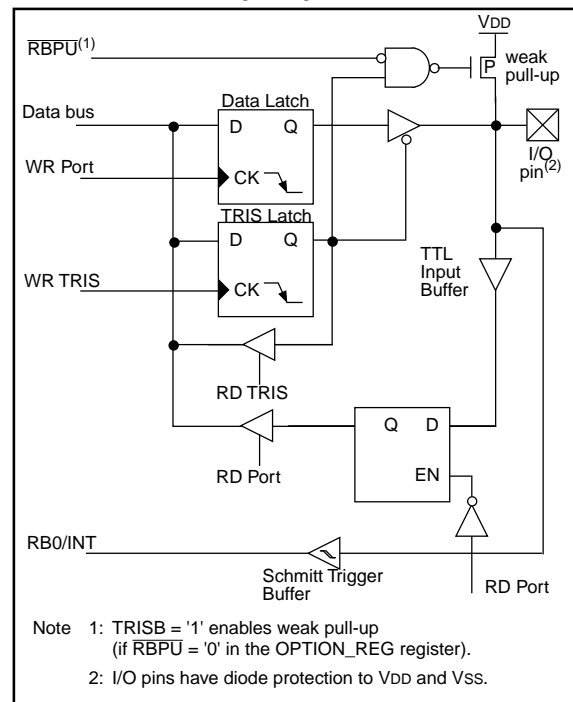 VDD
RBPU(1)
P
weak
pull-up
Data bus
Data Latch
D Q
I/O
pin(2)
WR Port
CK
TRIS Latch
D Q
TTL
Input
Buffer
WR TRIS
CK
RD TRIS
Q D
RD Port
EN
RB0/INT
Schmitt Trigger
Buffer
RD Port
Note 1: TRISB = '1' enables weak pull-up
(if RBPU = '0' in the OPTION_REG register).
2: I/O pins have diode protection to VDD and VSS.